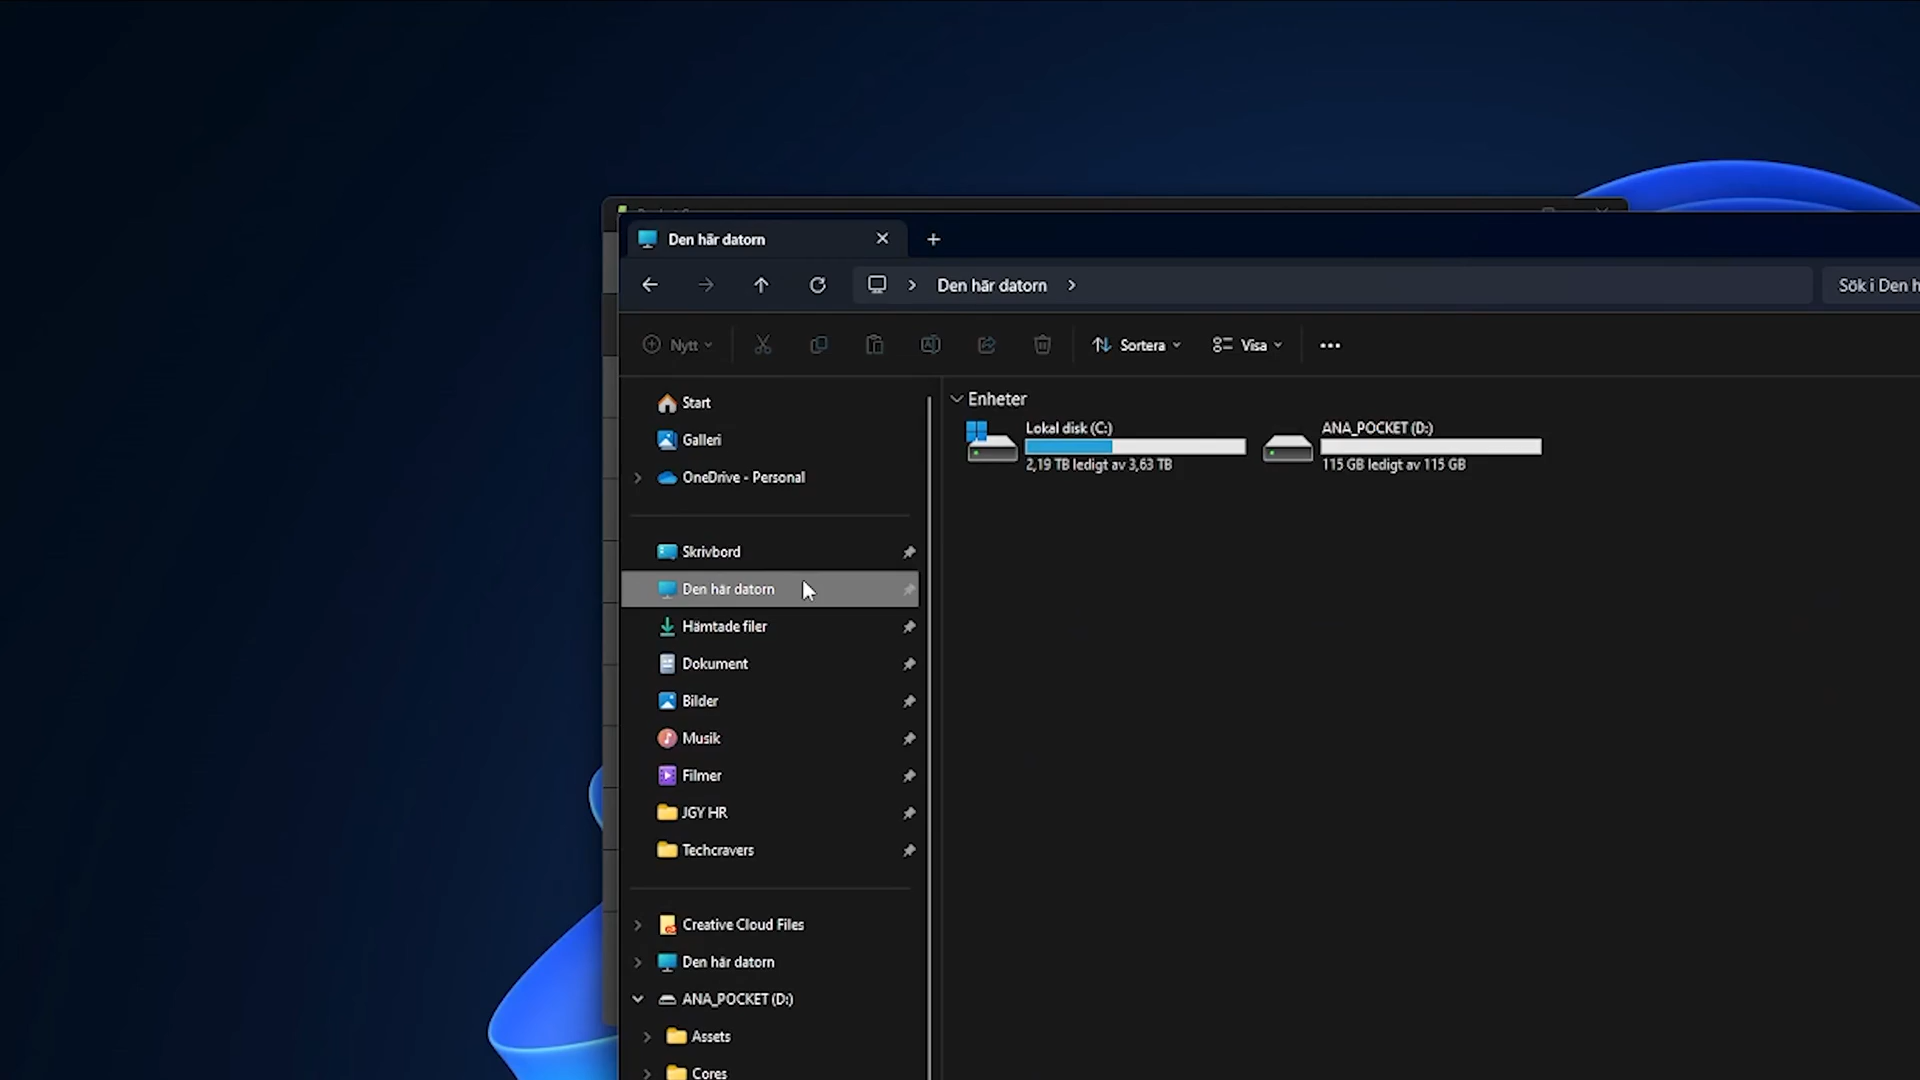 Den här datorn
Den här datorn
Sök i Den h
Nytt
Sortera
Visa
Start
Galleri
OneDrive - Personal
Skrivbord
Den här datorn
Hämtade filer
Dokument
Bilder
Musik
Filmer
JGY HR
Techcravers
Creative Cloud Files
Den här datorn
ANA_POCKET (D:)
Assets
Cores
Enheter
Lokal disk (C:)
2,19 TB ledigt av 3,63 TB
ANA_POCKET (D:)
115 GB ledigt av 115 GB